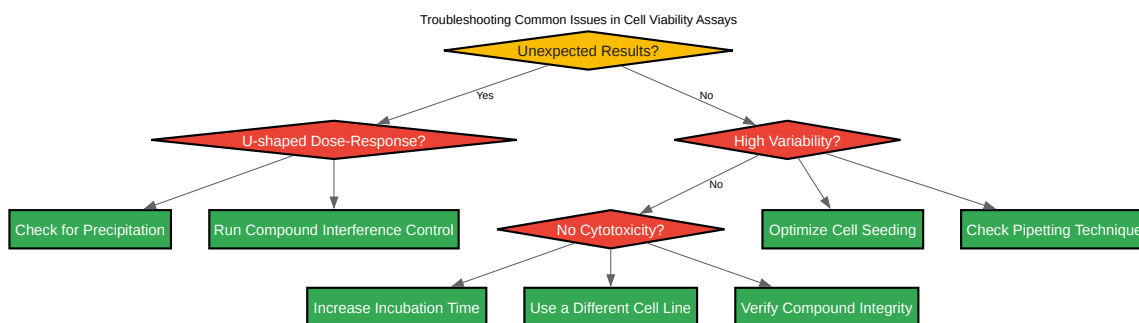 Troubleshooting Common Issues in Cell Viability Assays
Unexpected Results?
Yes
No
U-shaped Dose-Response?
High Variability?
No
Check for Precipitation
Run Compound Interference Control
No Cytotoxicity?
Optimize Cell Seeding
Check Pipetting Technique
Increase Incubation Time
Use a Different Cell Line
Verify Compound Integrity